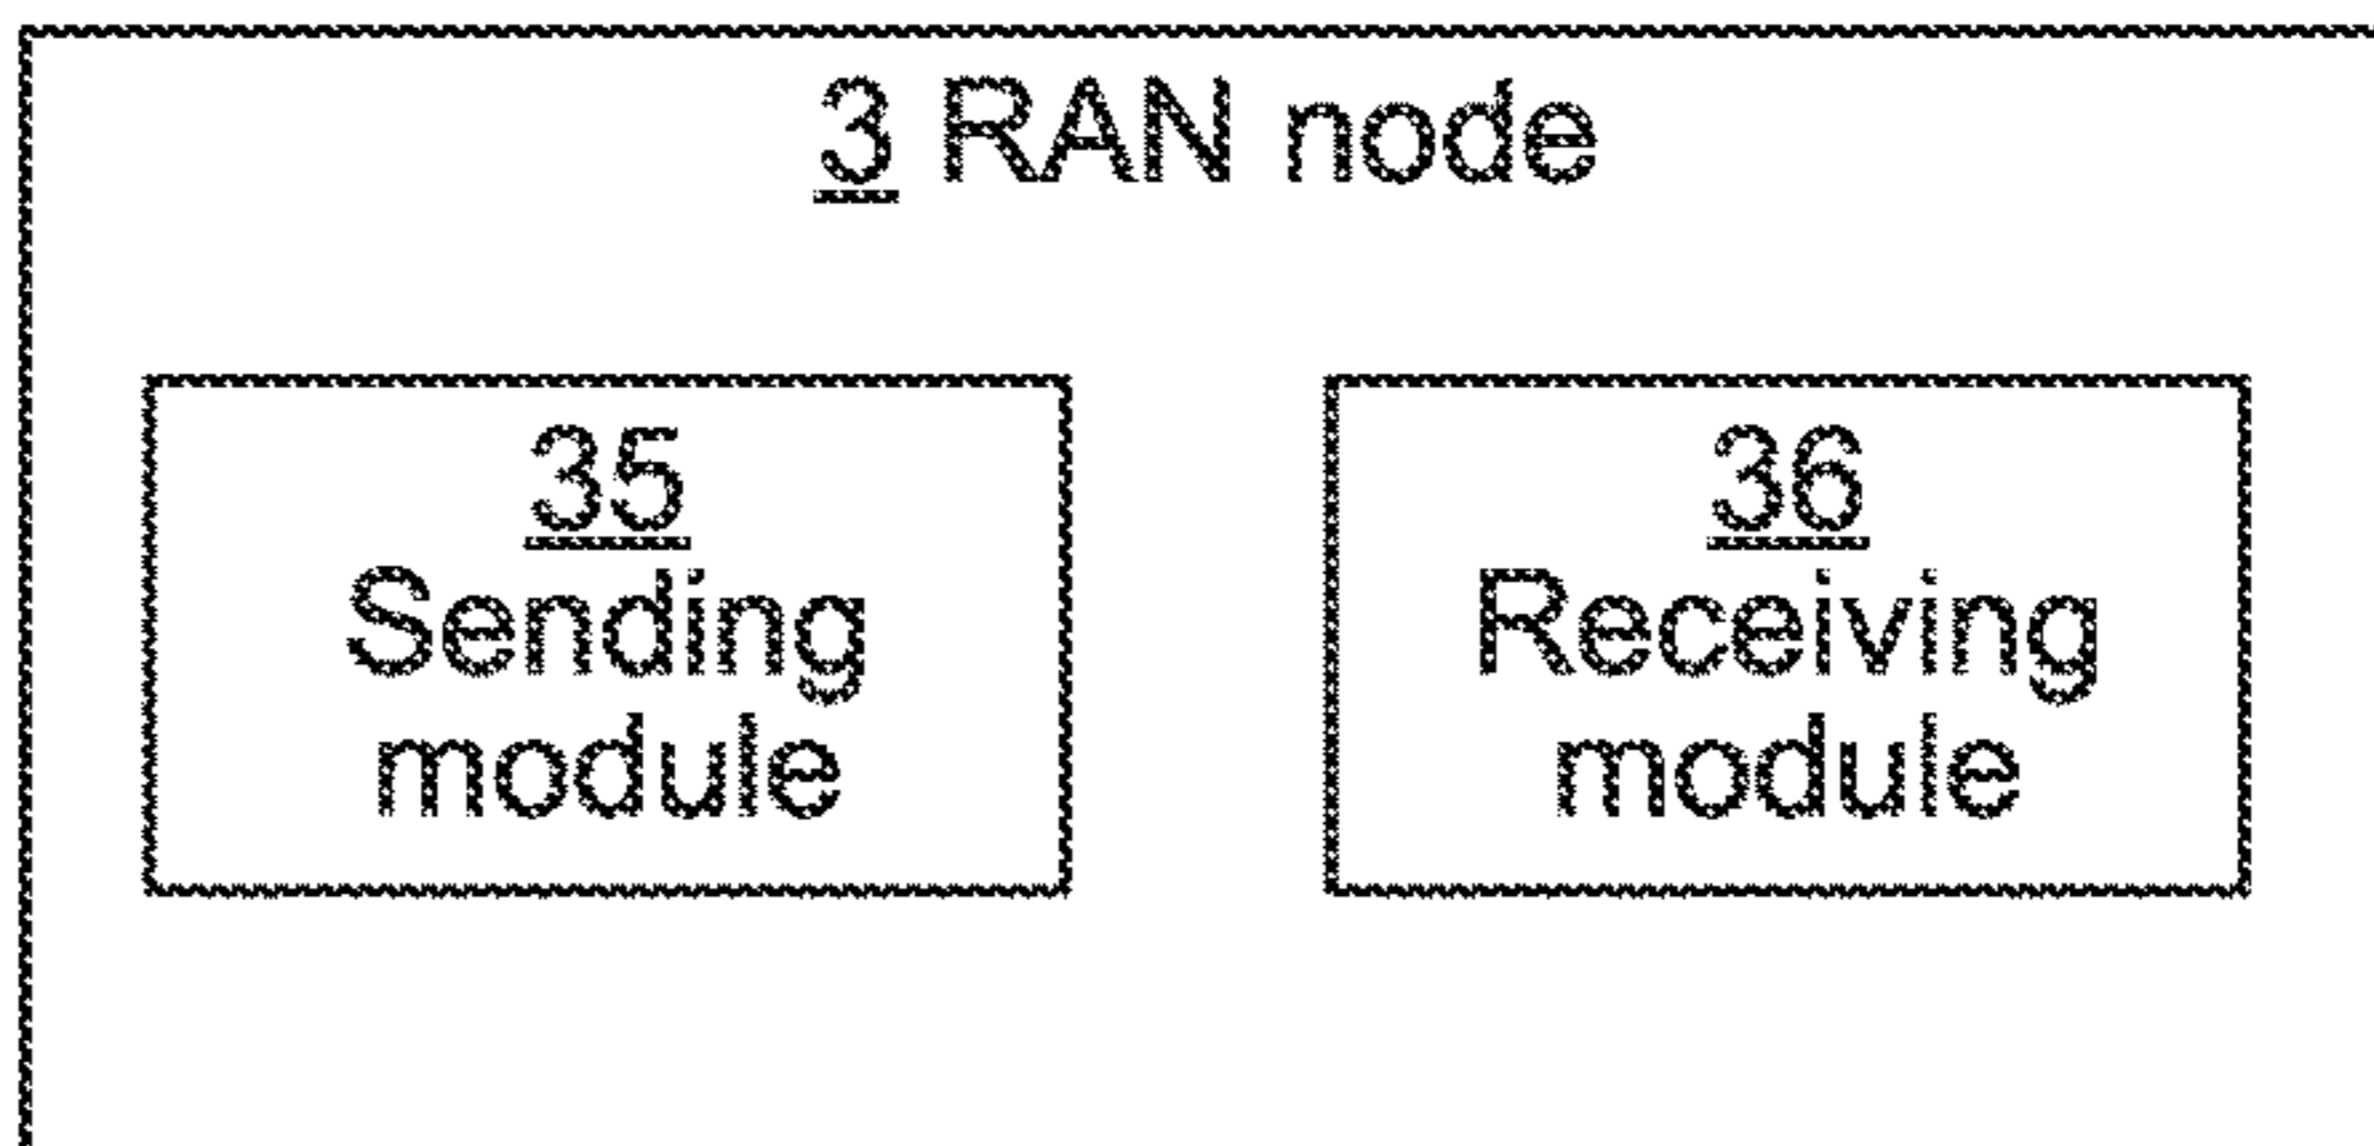 3 RAN node
35
Sending
module
36
Receiving
module